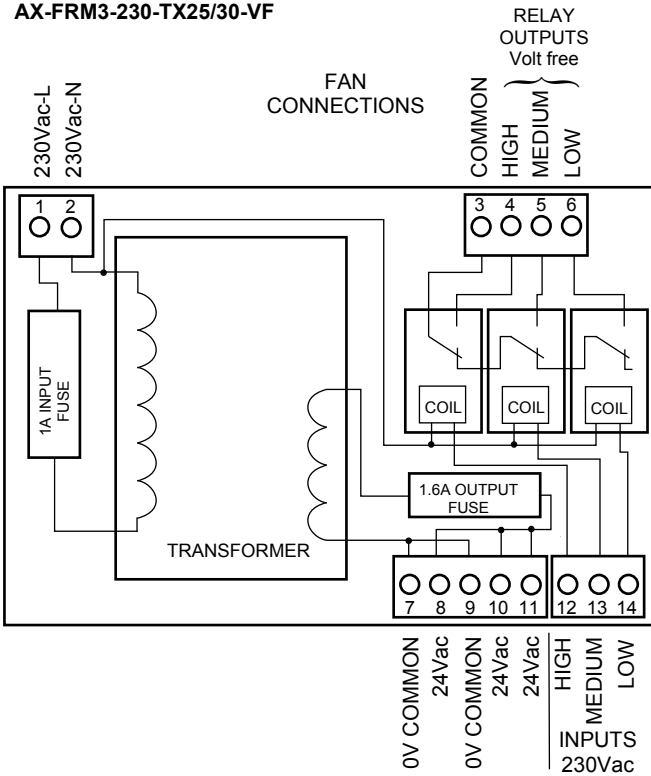 AX-FRM3-230-TX25/30-VF
RELAY
OUTPUTS
Volt free
FAN
CONNECTIONS
230Vac-L
230Vac-N
COMMON
HIGH
MEDIUM
LOW
1 2
3 4 5 6
1A INPUT
FUSE
COIL COIL COIL
1.6A OUTPUT
FUSE
TRANSFORMER
7 8 9 10 11 12 13 14
0V COMMON
24Vac
0V COMMON
24Vac
24Vac
HIGH
MEDIUM
LOW
INPUTS
230Vac